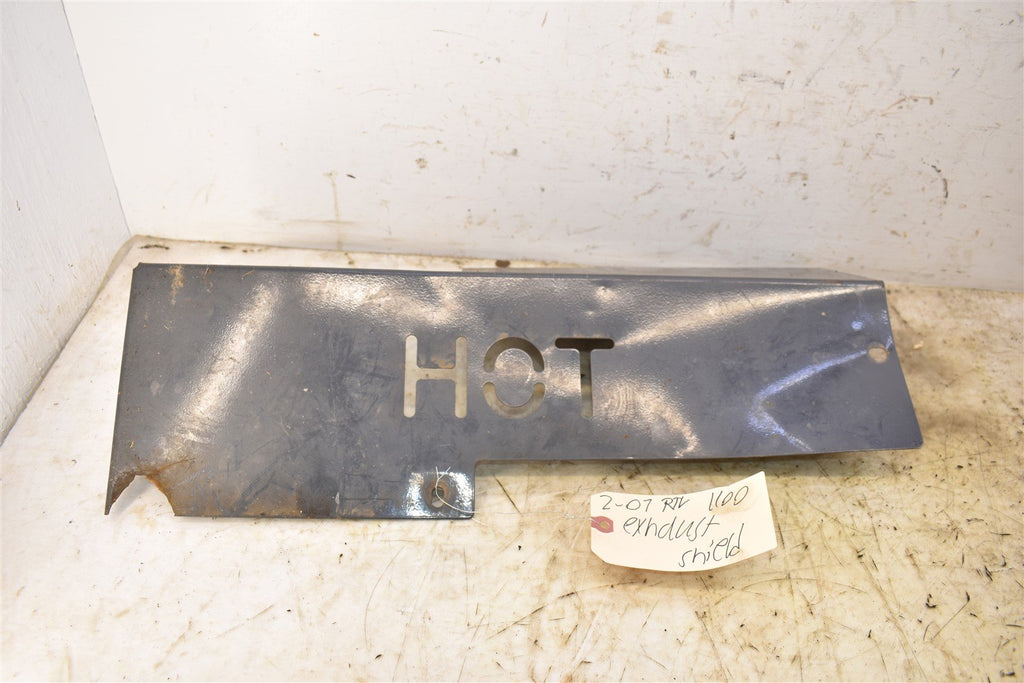 HOT
2-07 RTV 1100
exhaust
shield